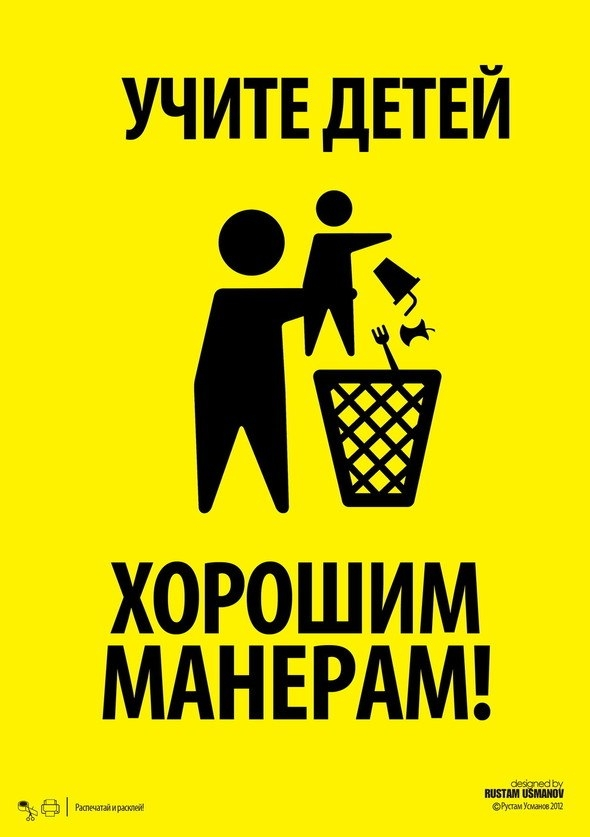 УЧИТЕ ДЕТЕЙ
ХОРОШИМ
МАНЕРАМ!
Распечатай и расклей!
designed by
RUSTAM USMANOV
©Рустам Усманов 2012